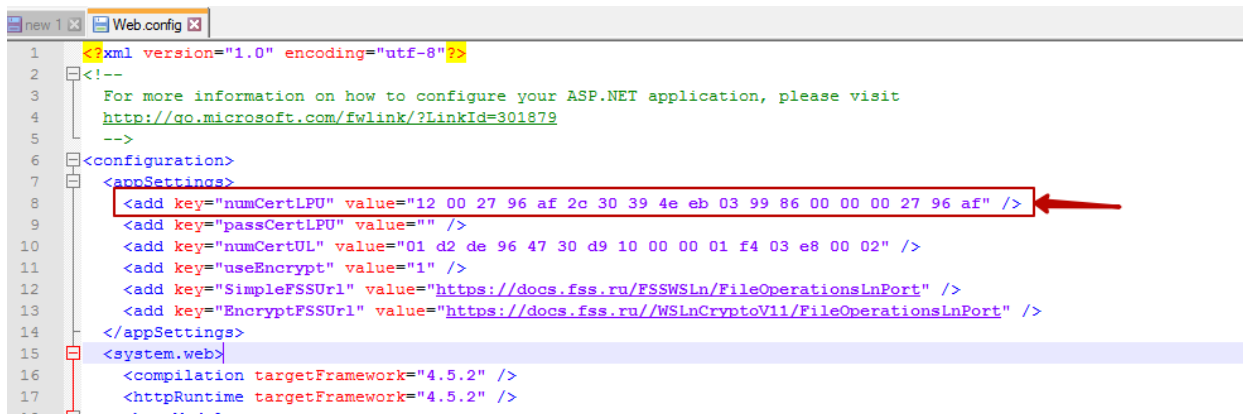 new 1 Web.config
1 <?xml version="1.0" encoding="utf-8"?>
2 <!--
3 For more information on how to configure your ASP.NET application, please visit
4 http://go.microsoft.com/fwlink/?LinkId=301879
5 -->
6 <configuration>
7 <appSettings>
8 <add key="numCertLPU" value="12 00 27 96 af 2c 30 39 4e eb 03 99 86 00 00 00 27 96 af" />
9 <add key="passCertLPU" value="" />
10 <add key="numCertUL" value="01 d2 de 96 47 30 d9 10 00 00 01 f4 03 e8 00 02" />
11 <add key="useEncrypt" value="1" />
12 <add key="SimpleFSSUrl" value="https://docs.fss.ru/FSSWSLn/FileOperationsLnPort" />
13 <add key="EncryptFSSUrl" value="https://docs.fss.ru//WSLnCryptoV11/FileOperationsLnPort" />
14 </appSettings>
15 <system.web>
16 <compilation targetFramework="4.5.2" />
17 <httpRuntime targetFramework="4.5.2" />